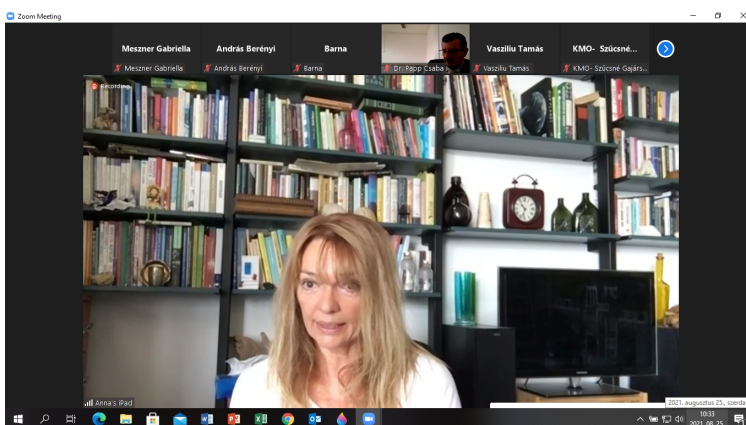 Zoom Meeting
Meszner Gabriella
András Berényi
Barna
Vasziliu Tamás
KMO- Szűcsné...
Meszner Gabriella
András Berényi
Barna
Dr. Papp Csaba
Vasziliu Tamás
KMO- Szűcsné Gajárs...
Recording
Anna's iPad
2021. augusztus 25., szerda
10:33
2021. 08. 25.